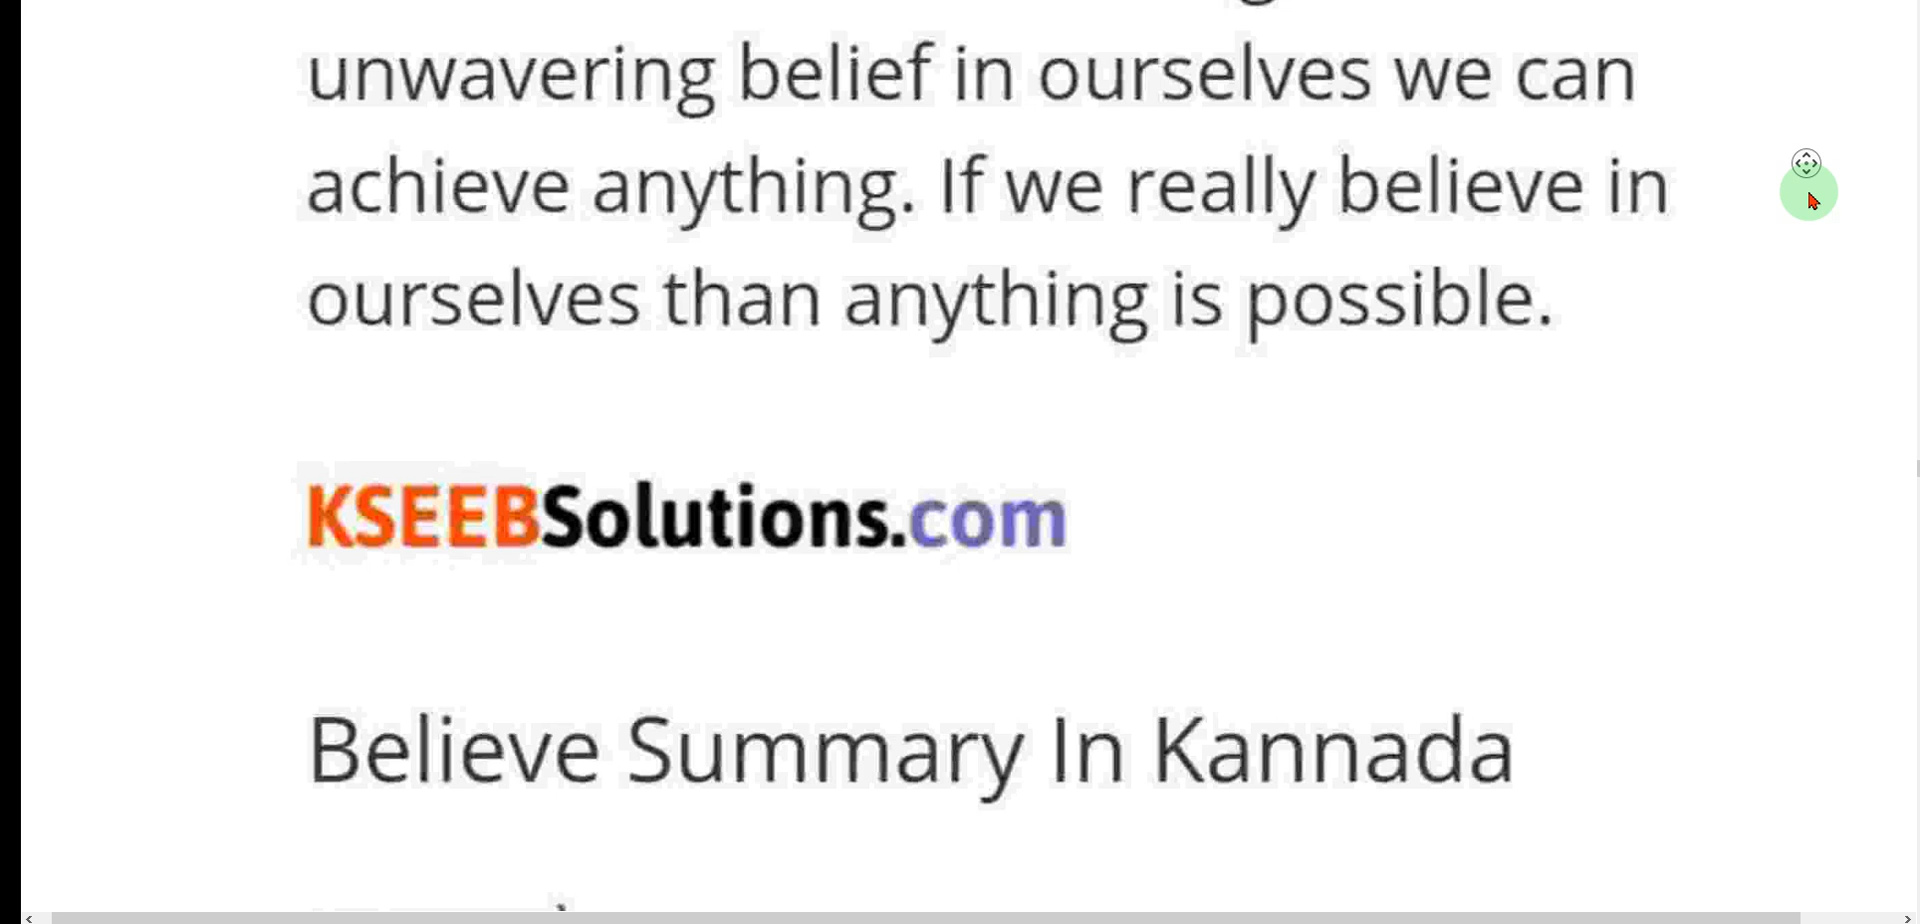 unwavering belief in ourselves we can
achieve anything. If we really believe in
ourselves than anything is possible.
KSEEBSolutions.com
Believe Summary In Kannada